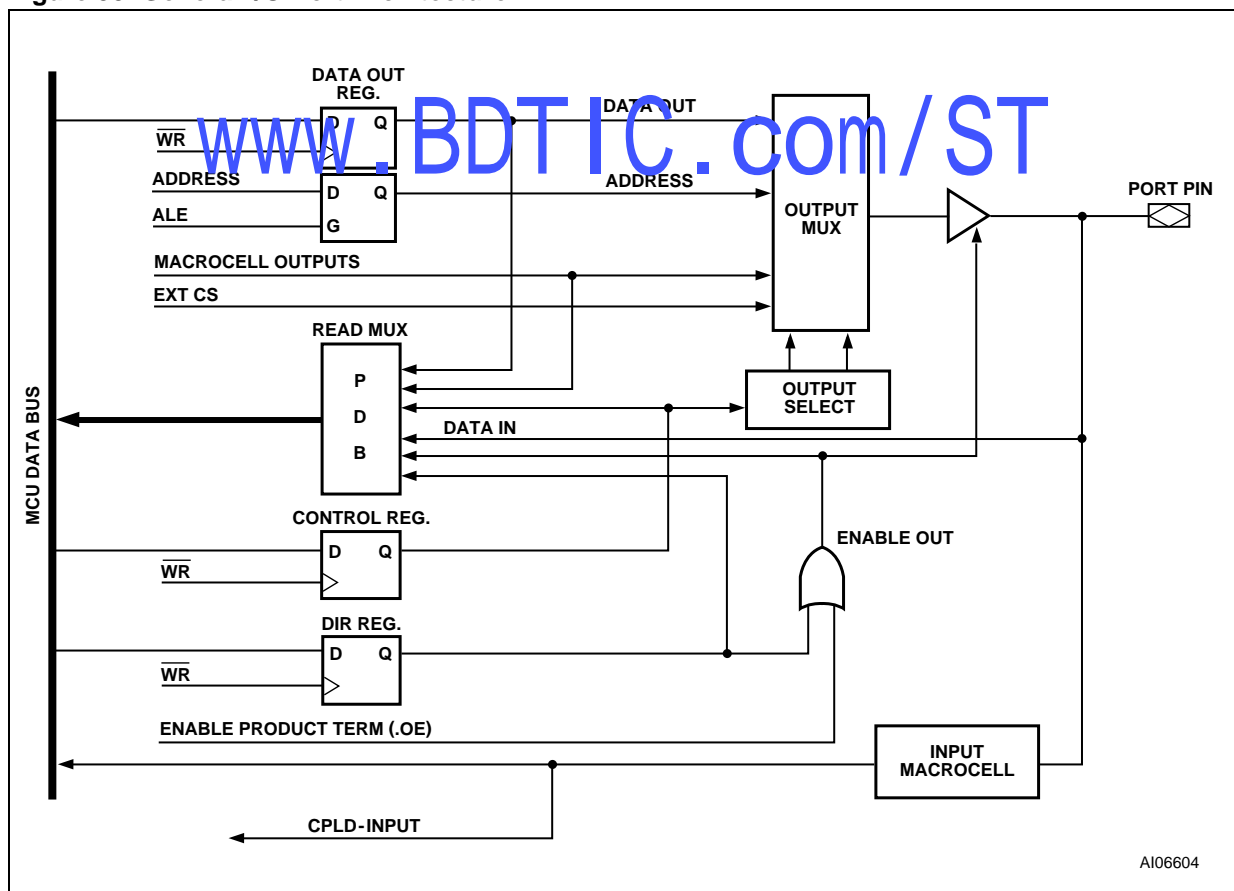 DATA OUT
REG.
D Q
DATA OUT
WR
www.BDTIC.com/ST
ADDRESS
D Q
ADDRESS
ALE
G
OUTPUT
MUX
PORT PIN
MACROCELL OUTPUTS
EXT CS
READ MUX
P
D
B
OUTPUT
SELECT
DATA IN
MCU DATA BUS
CONTROL REG.
D Q
WR
ENABLE OUT
DIR REG.
D Q
WR
ENABLE PRODUCT TERM (.OE)
INPUT
MACROCELL
CPLD-INPUT
AI06604